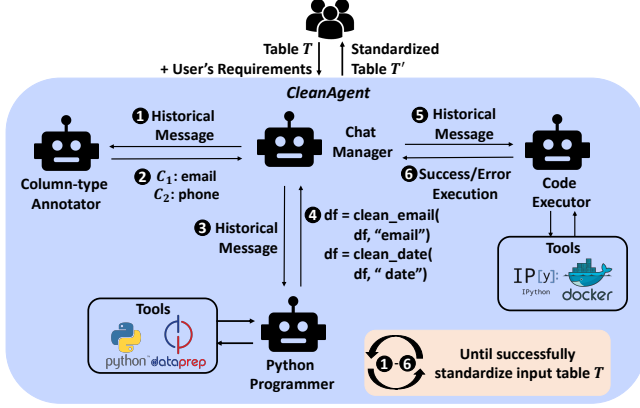 Table T
+ User's Requirements
Standardized
Table T′
CleanAgent
❶ Historical
Message
Chat
Manager
❺ Historical
Message
❷ C₁: email
C₂: phone
❻ Success/Error
Execution
Column-type
Annotator
Code
Executor
❸ Historical
Message
❹ df = clean_email(
df, “email”)
df = clean_date(
df, “ date”)
Tools
IP[y]:
IPython
docker
Tools
python™
dataprep
Python
Programmer
❶-❻
Until successfully
standardize input table T